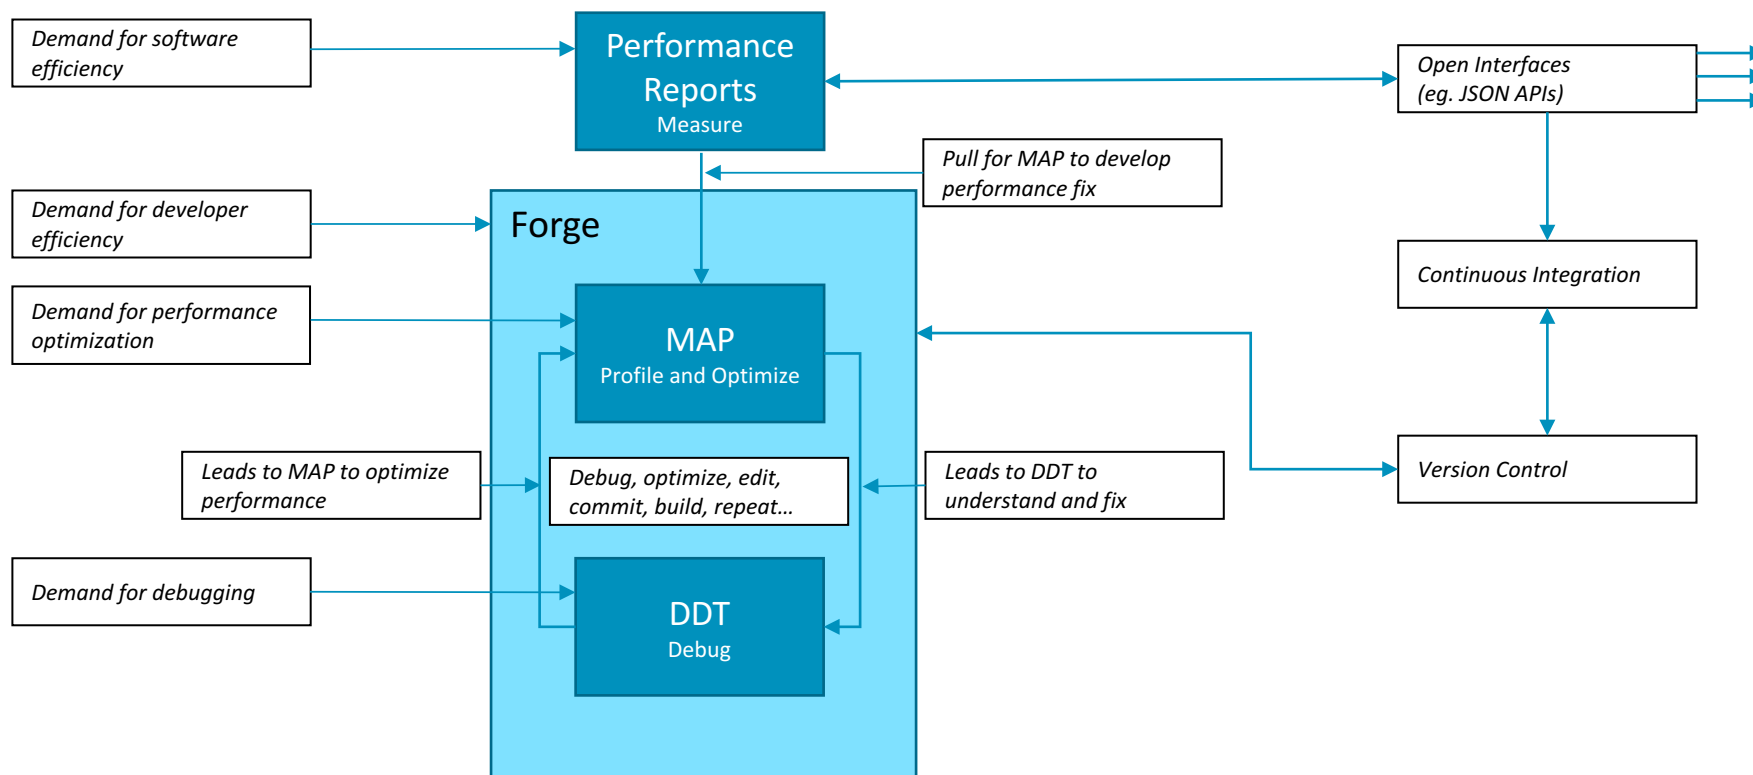 Demand for software
efficiency
Performance
Reports
Measure
Open Interfaces
(eg. JSON APIs)
Pull for MAP to develop
performance fix
Demand for developer
efficiency
Forge
Continuous Integration
Demand for performance
optimization
MAP
Profile and Optimize
Leads to MAP to optimize
performance
Debug, optimize, edit,
commit, build, repeat…
Leads to DDT to
understand and fix
Version Control
Demand for debugging
DDT
Debug